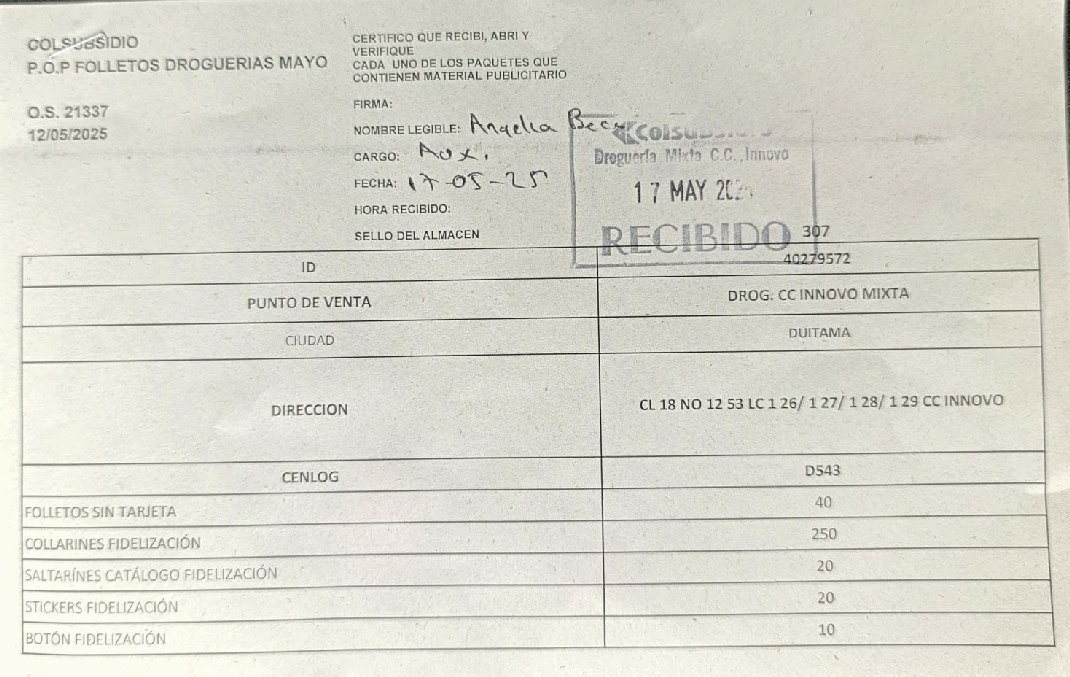 COLSUBSIDIO
P.O.P FOLLETOS DROGUERIAS MAYO
O.S. 21337
12/05/2025
CERTIFICO QUE RECIBI, ABRI Y
VERIFIQUE
CADA UNO DE LOS PAQUETES QUE
CONTIENEN MATERIAL PUBLICITARIO
FIRMA:
NOMBRE LEGIBLE: Angelica
CARGO: Aux.
FECHA: 17-05-25
HORA RECIBIDO:
SELLO DEL ALMACEN
Colsubsidio
Droguería Mixta C.C. Innovo
17 MAY
RECIBIDO
307
ID 40279572
PUNTO DE VENTA DROG. CC INNOVO MIXTA
CIUDAD DUITAMA
DIRECCION CL 18 NO 12 53 LC 1 26/ 1 27/ 1 28/ 1 29 CC INNOVO
CENLOG D543
FOLLETOS SIN TARJETA 40
COLLARINES FIDELIZACIÓN 250
SALTARÍNES CATÁLOGO FIDELIZACIÓN 20
STICKERS FIDELIZACIÓN 20
BOTÓN FIDELIZACIÓN 10